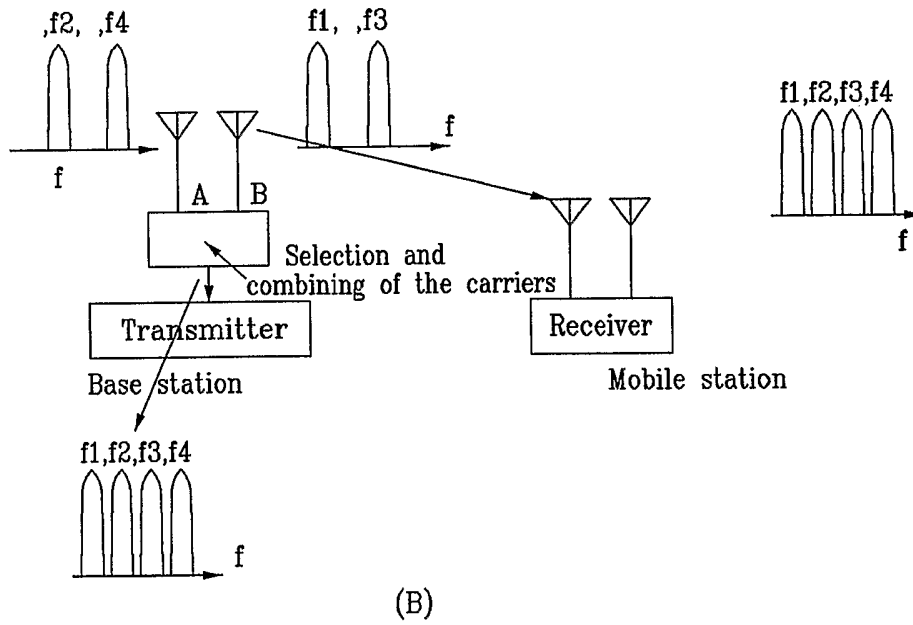 ,f2, ,f4
f
f1, ,f3
f
f1,f2,f3,f4
f
A B
Selection and
combining of the carriers
Transmitter
Base station
Receiver
Mobile station
f1,f2,f3,f4
f
(B)